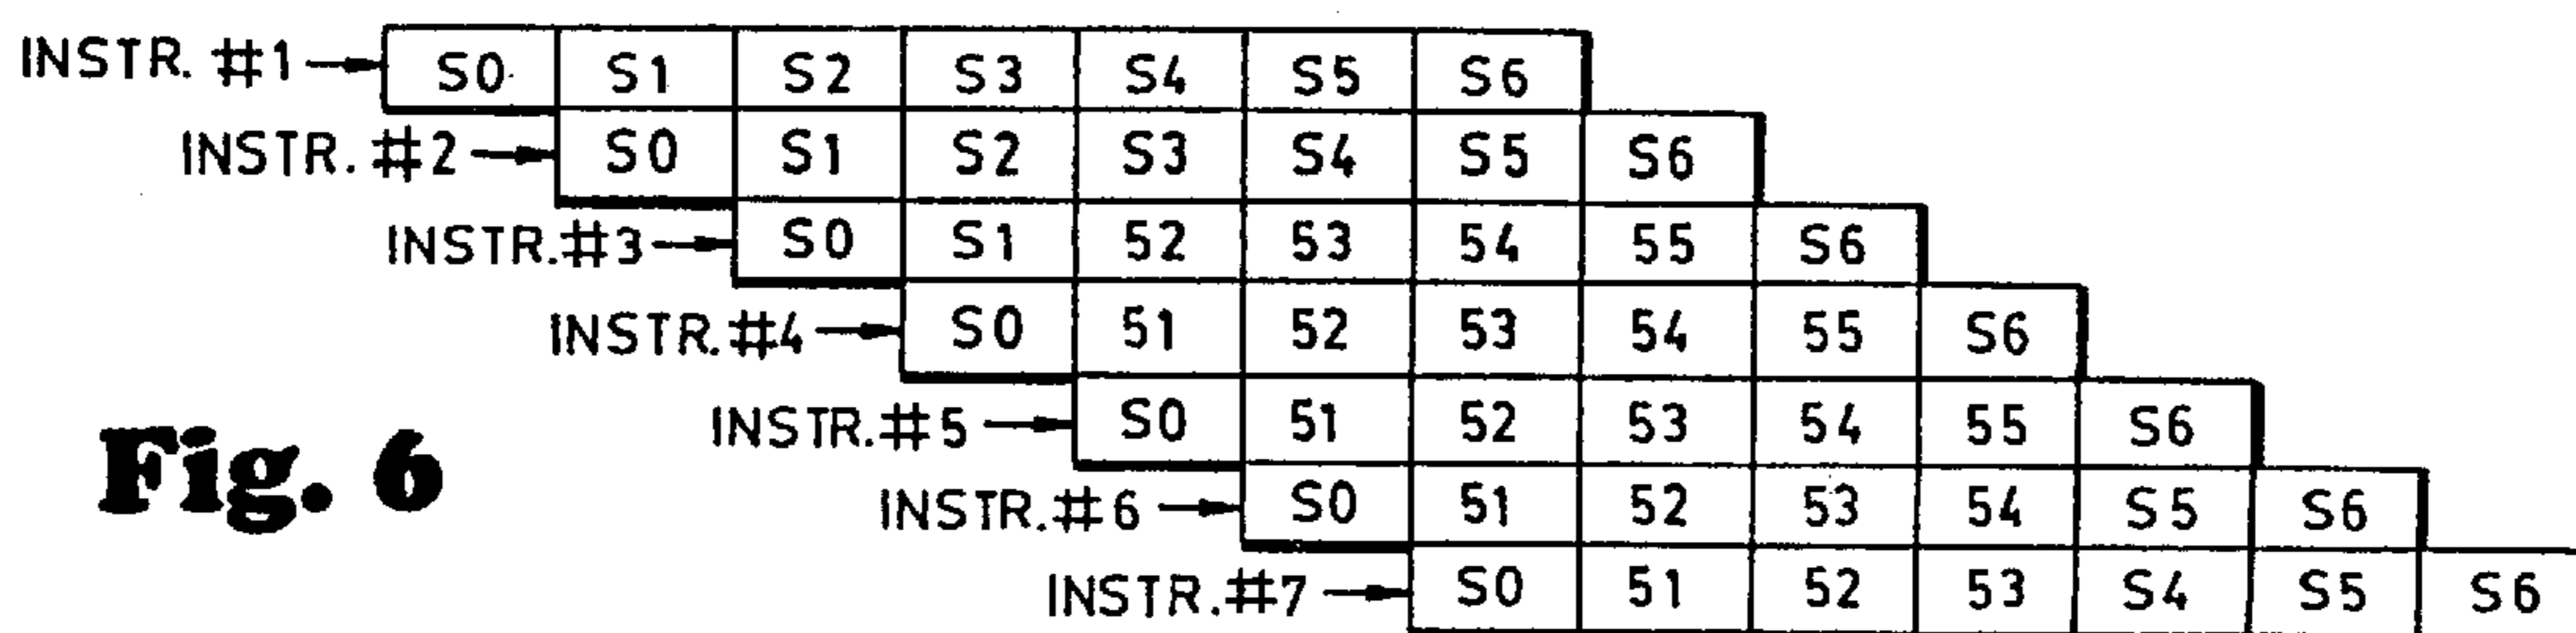 INSTR. #1 S0 S1 S2 S3 S4 S5 S6
INSTR. #2 S0 S1 S2 S3 S4 S5 S6
INSTR.#3 S0 S1 52 53 54 55 S6
INSTR.#4 S0 51 52 53 54 55 S6
INSTR.#5 S0 51 52 53 54 55 S6
INSTR.#6 S0 51 52 53 54 S5 S6
INSTR.#7 S0 51 52 53 S4 S5 S6
Fig. 6